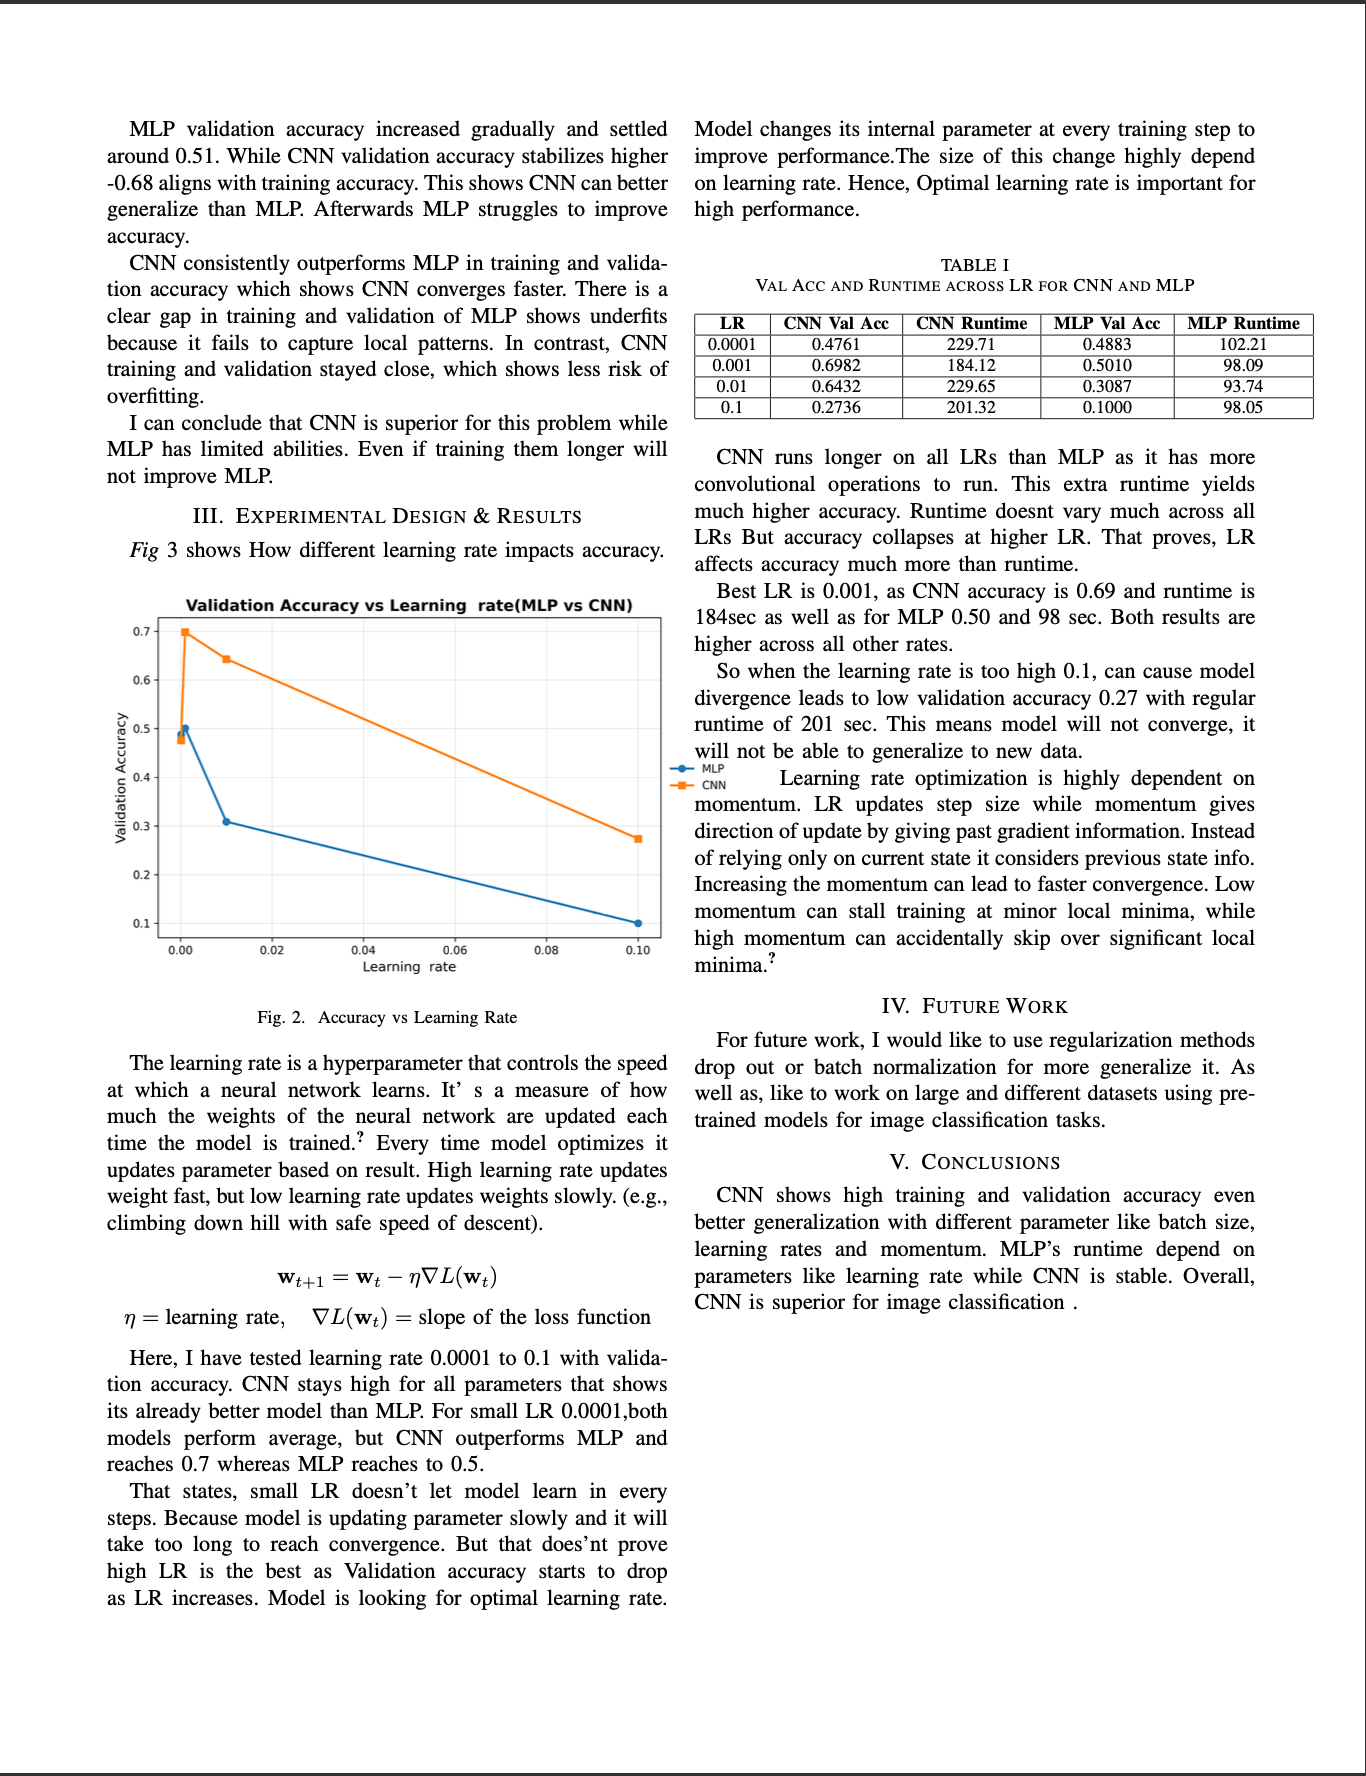 MLP validation accuracy increased gradually and settled
around 0.51. While CNN validation accuracy stabilizes higher
-0.68 aligns with training accuracy. This shows CNN can better
generalize than MLP. Afterwards MLP struggles to improve
accuracy.
CNN consistently outperforms MLP in training and valida-
tion accuracy which shows CNN converges faster. There is a
clear gap in training and validation of MLP shows underfits
because it fails to capture local patterns. In contrast, CNN
training and validation stayed close, which shows less risk of
overfitting.
I can conclude that CNN is superior for this problem while
MLP has limited abilities. Even if training them longer will
not improve MLP.
III. EXPERIMENTAL DESIGN & RESULTS
Fig 3 shows How different learning rate impacts accuracy.
Validation Accuracy vs Learning rate(MLP vs CNN)
0.7
0.6
0.5
0.4
0.3
0.2
0.1
Validation Accuracy
0.00 0.02 0.04 0.06 0.08 0.10
Learning rate
MLP
CNN
Fig. 2. Accuracy vs Learning Rate
The learning rate is a hyperparameter that controls the speed
at which a neural network learns. It' s a measure of how
much the weights of the neural network are updated each
time the model is trained.? Every time model optimizes it
updates parameter based on result. High learning rate updates
weight fast, but low learning rate updates weights slowly. (e.g.,
climbing down hill with safe speed of descent).
w_{t+1} = w_t − η∇L(w_t)
η = learning rate, ∇L(w_t) = slope of the loss function
Here, I have tested learning rate 0.0001 to 0.1 with valida-
tion accuracy. CNN stays high for all parameters that shows
its already better model than MLP. For small LR 0.0001,both
models perform average, but CNN outperforms MLP and
reaches 0.7 whereas MLP reaches to 0.5.
That states, small LR doesn't let model learn in every
steps. Because model is updating parameter slowly and it will
take too long to reach convergence. But that does'nt prove
high LR is the best as Validation accuracy starts to drop
as LR increases. Model is looking for optimal learning rate.
Model changes its internal parameter at every training step to
improve performance.The size of this change highly depend
on learning rate. Hence, Optimal learning rate is important for
high performance.
TABLE I
VAL ACC AND RUNTIME ACROSS LR FOR CNN AND MLP
LR CNN Val Acc CNN Runtime MLP Val Acc MLP Runtime
0.0001 0.4761 229.71 0.4883 102.21
0.001 0.6982 184.12 0.5010 98.09
0.01 0.6432 229.65 0.3087 93.74
0.1 0.2736 201.32 0.1000 98.05
CNN runs longer on all LRs than MLP as it has more
convolutional operations to run. This extra runtime yields
much higher accuracy. Runtime doesnt vary much across all
LRs But accuracy collapses at higher LR. That proves, LR
affects accuracy much more than runtime.
Best LR is 0.001, as CNN accuracy is 0.69 and runtime is
184sec as well as for MLP 0.50 and 98 sec. Both results are
higher across all other rates.
So when the learning rate is too high 0.1, can cause model
divergence leads to low validation accuracy 0.27 with regular
runtime of 201 sec. This means model will not converge, it
will not be able to generalize to new data.
Learning rate optimization is highly dependent on
momentum. LR updates step size while momentum gives
direction of update by giving past gradient information. Instead
of relying only on current state it considers previous state info.
Increasing the momentum can lead to faster convergence. Low
momentum can stall training at minor local minima, while
high momentum can accidentally skip over significant local
minima.?
IV. FUTURE WORK
For future work, I would like to use regularization methods
drop out or batch normalization for more generalize it. As
well as, like to work on large and different datasets using pre-
trained models for image classification tasks.
V. CONCLUSIONS
CNN shows high training and validation accuracy even
better generalization with different parameter like batch size,
learning rates and momentum. MLP's runtime depend on
parameters like learning rate while CNN is stable. Overall,
CNN is superior for image classification .